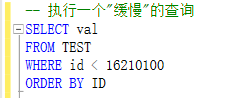 -- 执行一个"缓慢"的查询
SELECT val
FROM TEST
WHERE id < 16210100
ORDER BY ID